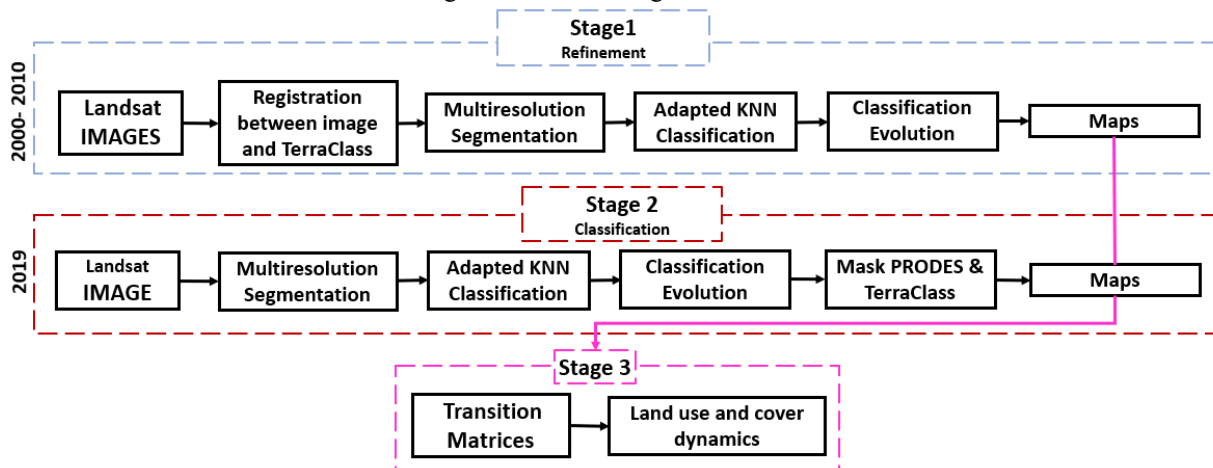 Stage1
Refinement
2000- 2010
Landsat
IMAGES
Registration
between image
and TerraClass
Multiresolution
Segmentation
Adapted KNN
Classification
Classification
Evolution
Maps
Stage 2
Classification
2019
Landsat
IMAGE
Multiresolution
Segmentation
Adapted KNN
Classification
Classification
Evolution
Mask PRODES &
TerraClass
Maps
Stage 3
Transition
Matrices
Land use and cover
dynamics